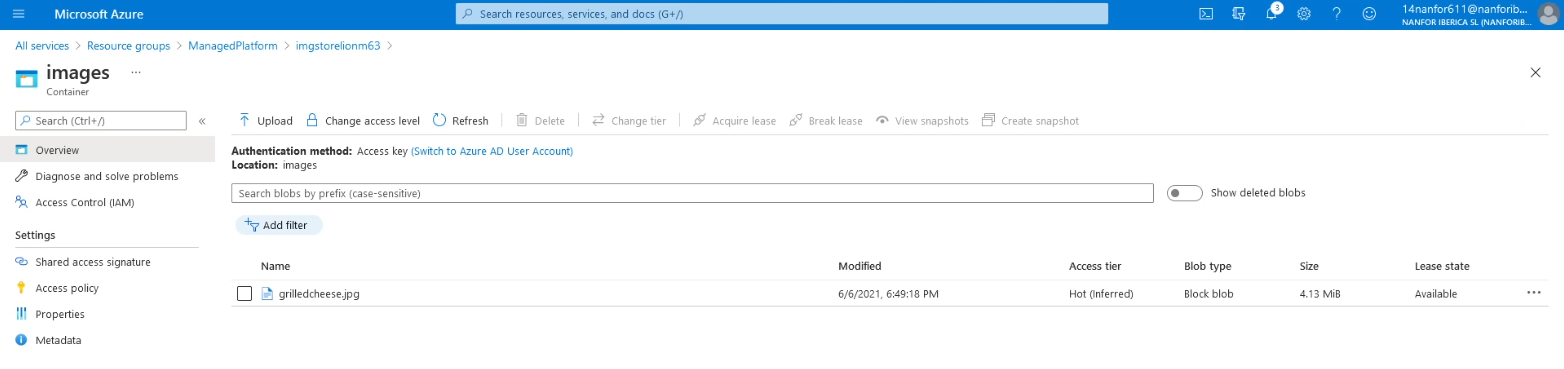 Microsoft Azure
Search resources, services, and docs (G+/)
3
14nanfor611@nanforib...
NANFOR IBERICA SL (NANFORIB...
All services > Resource groups > ManagedPlatform > imgstorelionm63 >
images ...
Container
Search (Ctrl+/) «
Upload Change access level Refresh Delete Change tier Acquire lease Break lease View snapshots Create snapshot
Overview
Diagnose and solve problems
Access Control (IAM)
Settings
Shared access signature
Access policy
Properties
Metadata
Authentication method: Access key (Switch to Azure AD User Account)
Location: images
Search blobs by prefix (case-sensitive)
Show deleted blobs
Add filter
Name Modified Access tier Blob type Size Lease state
grilledcheese.jpg 6/6/2021, 6:49:18 PM Hot (Inferred) Block blob 4.13 MiB Available ...